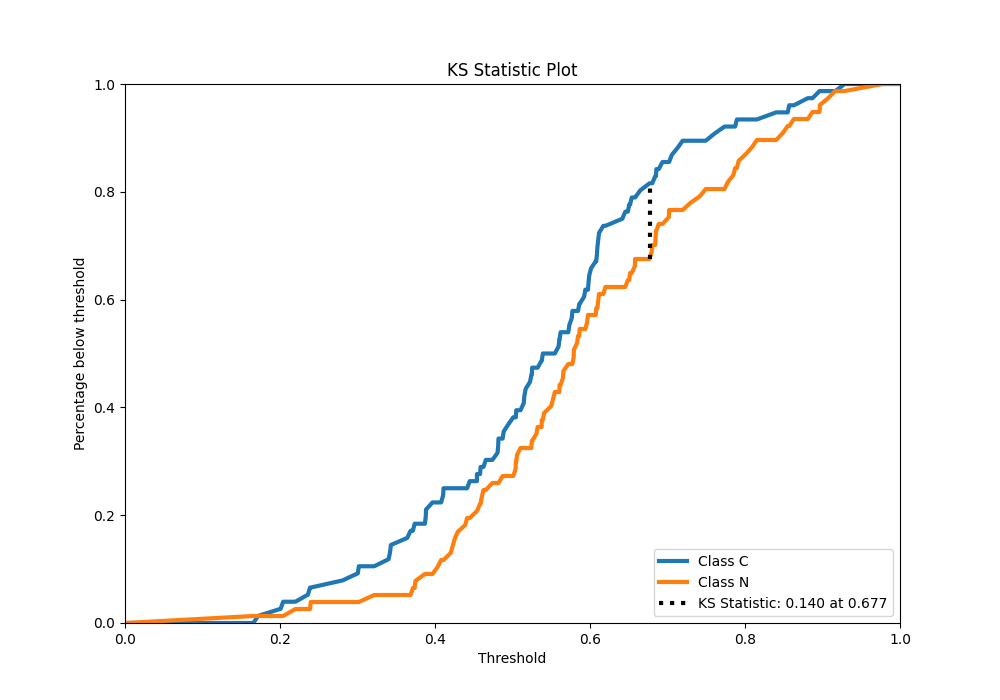 KS Statistic Plot
1.0
0.8
0.6
0.4
0.2
0.0
Percentage below threshold
0.0 0.2 0.4 0.6 0.8 1.0
Threshold
Class C
Class N
KS Statistic: 0.140 at 0.677